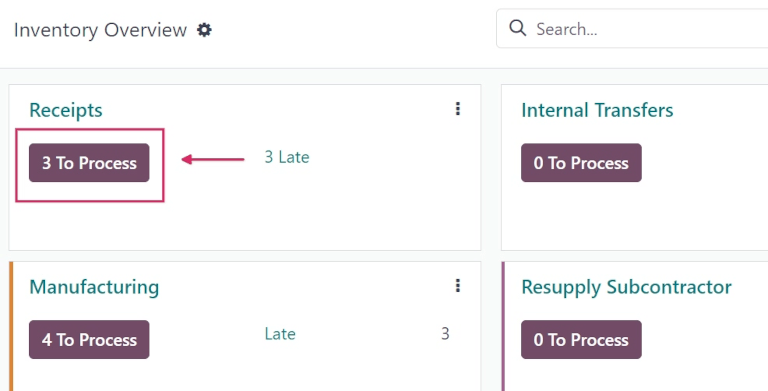 Inventory Overview
Search...
Receipts
3 To Process
3 Late
Internal Transfers
0 To Process
Manufacturing
4 To Process
Late 3
Resupply Subcontractor
0 To Process